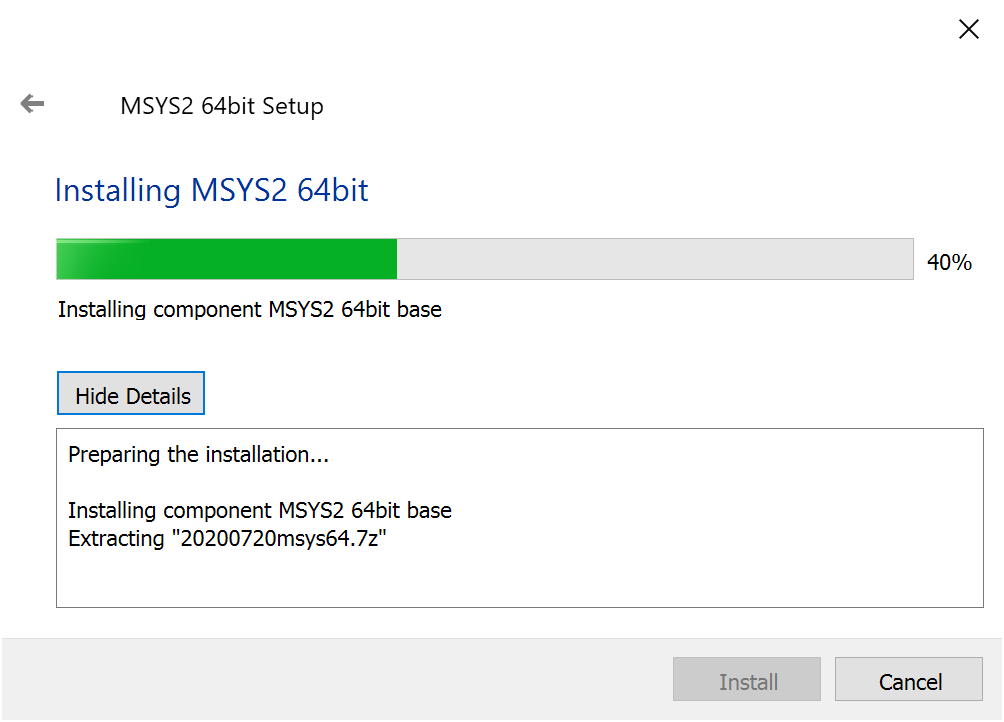 MSYS2 64bit Setup
Installing MSYS2 64bit
40%
Installing component MSYS2 64bit base
Hide Details
Preparing the installation...
Installing component MSYS2 64bit base
Extracting "20200720msys64.7z"
Install
Cancel